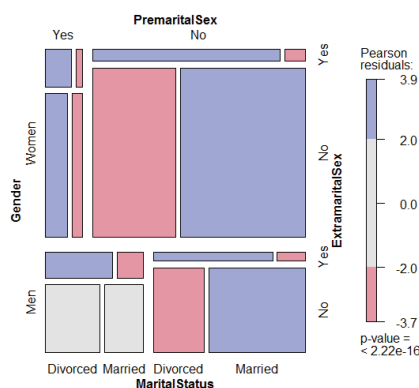 PremaritalSex
Yes No
Pearson
residuals:
3.9
2.0
0.0
-2.0
-3.7
p-value =
< 2.22e-16
Gender
Women
Men
Yes
No
Yes
No
ExtramaritalSex
Divorced Married Divorced Married
MaritalStatus